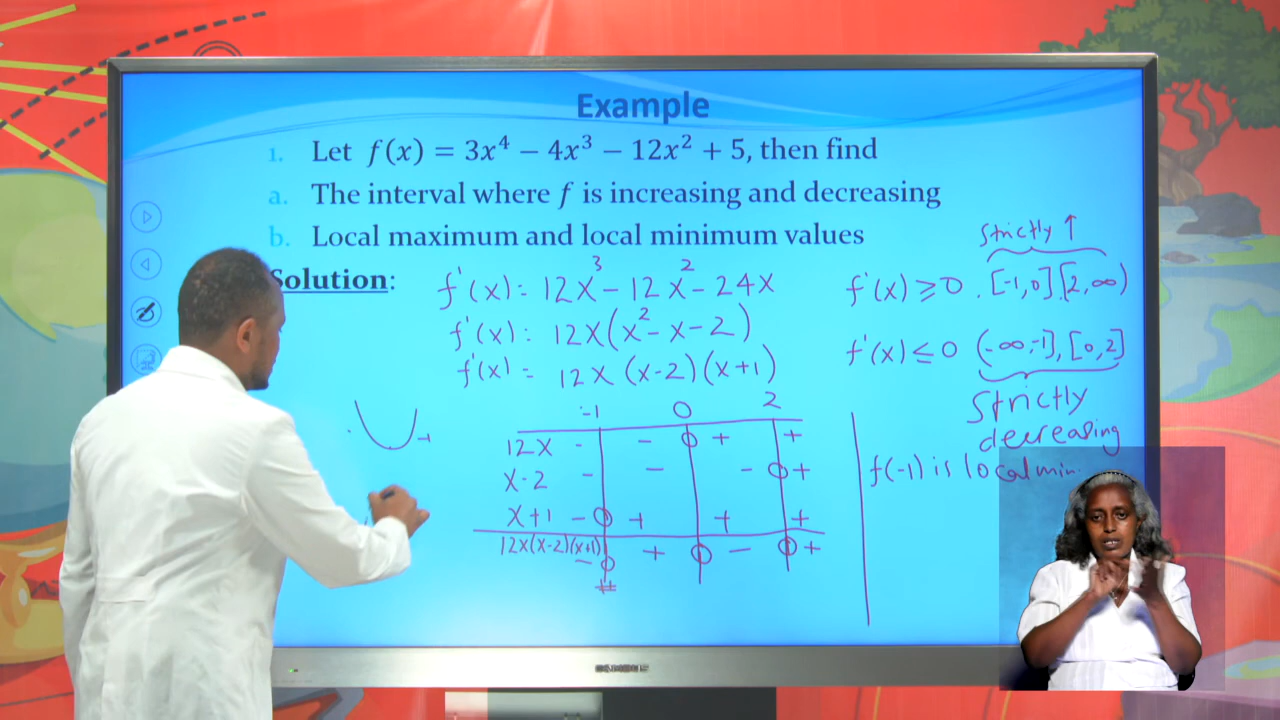 Example
1. Let f(x) = 3x⁴ − 4x³ − 12x² + 5, then find
a. The interval where f is increasing and decreasing
b. Local maximum and local minimum values
Solution:
f'(x) = 12x³ - 12x² - 24x
f'(x) = 12x(x² - x - 2)
f'(x) = 12x (x-2)(x+1)
-1 0 2
12x - - 0 + +
x-2 - - - 0 +
x+1 - 0 + + +
12x(x-2)(x+1) - 0 + 0 - 0 +
- +
Strictly ↑
f'(x) ≥ 0 . [-1,0] [2,∞)
f'(x) ≤ 0 (-∞,-1], [0,2]
Strictly
decreasing
f(-1) is local min